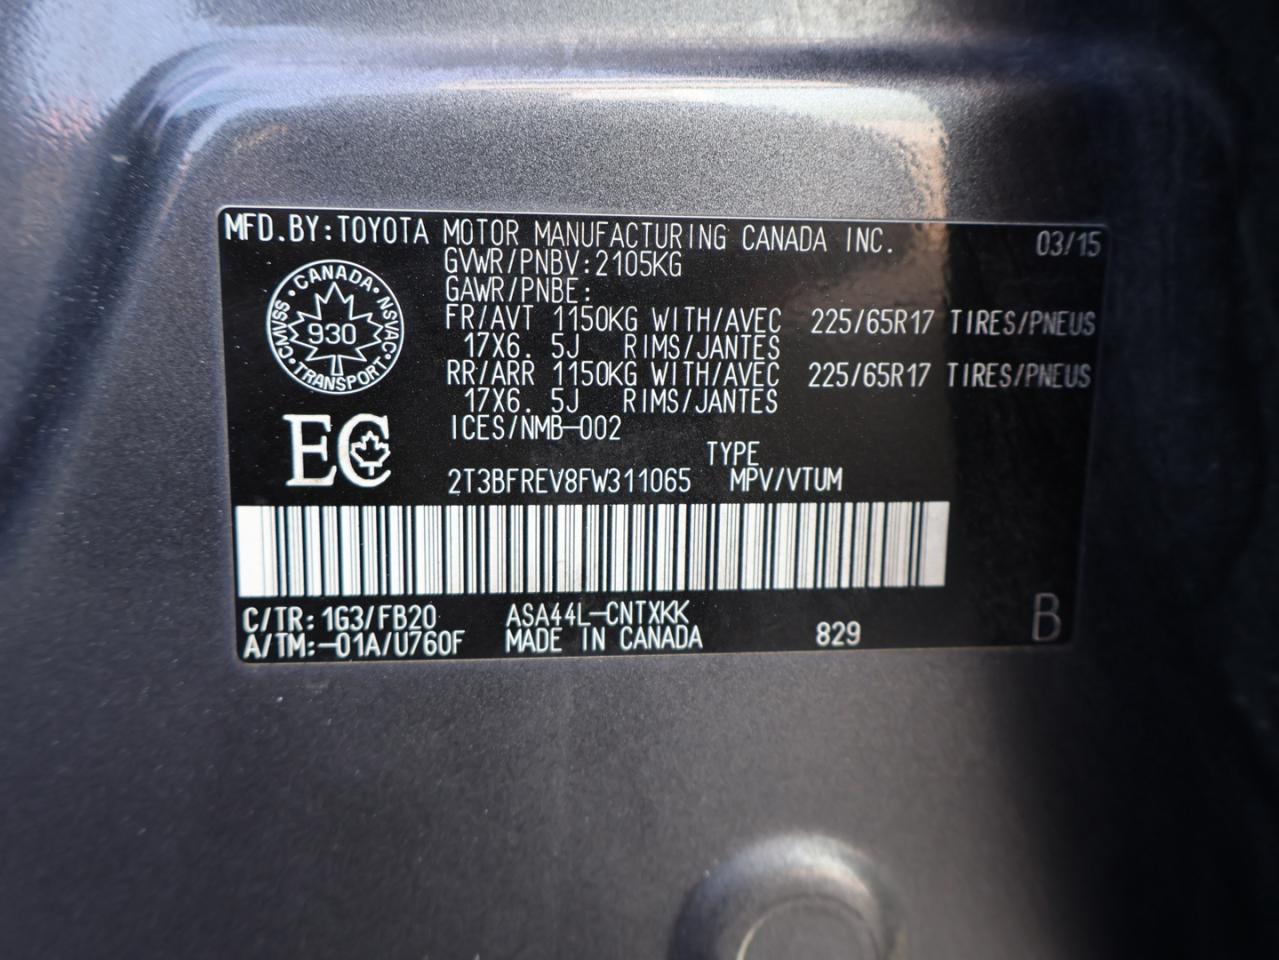 MFD.BY:TOYOTA MOTOR MANUFACTURING CANADA INC. 03/15
GVWR/PNBV:2105KG
GAWR/PNBE:
FR/AVT 1150KG WITH/AVEC 225/65R17 TIRES/PNEUS
17X6. 5J RIMS/JANTES
RR/ARR 1150KG WITH/AVEC 225/65R17 TIRES/PNEUS
17X6. 5J RIMS/JANTES
ICES/NMB-002
CANADA
CMVSS 930 NSVAC
TRANSPORT
EC
TYPE
2T3BFREV8FW311065 MPV/VTUM
C/TR:1G3/FB20 ASA44L-CNTXKK
A/TM:-01A/U760F MADE IN CANADA 829 B